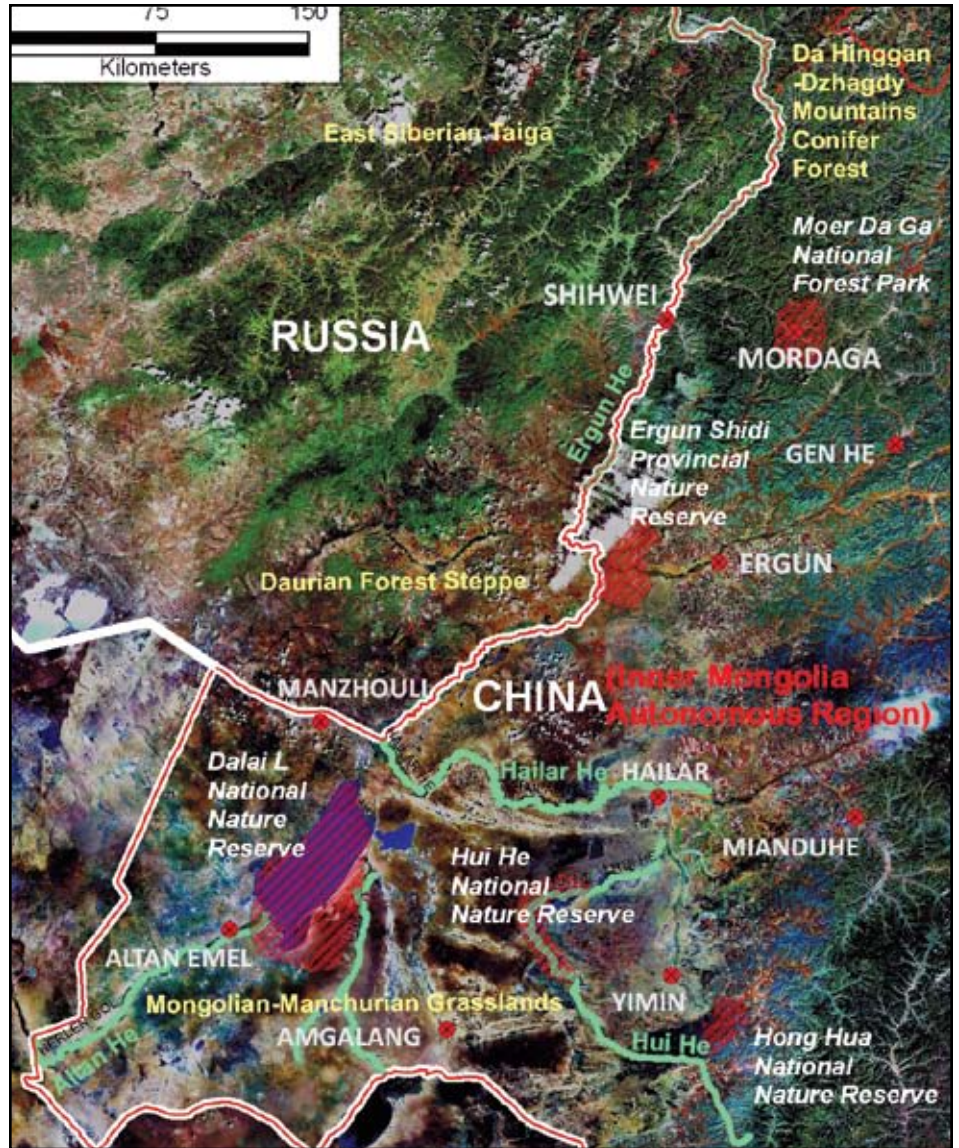 75
150
Kilometers
Da Hinggan
-Dzhagdy
Mountains
Conifer
Forest
East Siberian Taiga
Moer Da Ga
National
Forest Park
SHIHWEI
RUSSIA
MORDAGA
Ergun He
Ergun Shidi
Provincial
Nature
Reserve
GEN HE
ERGUN
Daurian Forest Steppe
MANZHOULI
CHINA
(Inner Mongolia
Autonomous Region)
Dalai L
National
Nature
Reserve
Hailar He
HAILAR
MIANDUHE
Hui He
National
Nature Reserve
ALTAN EMEL
Mongolian-Manchurian Grasslands
YIMIN
AMGALANG
Altan He
Hui He
Hong Hua
National
Nature Reserve